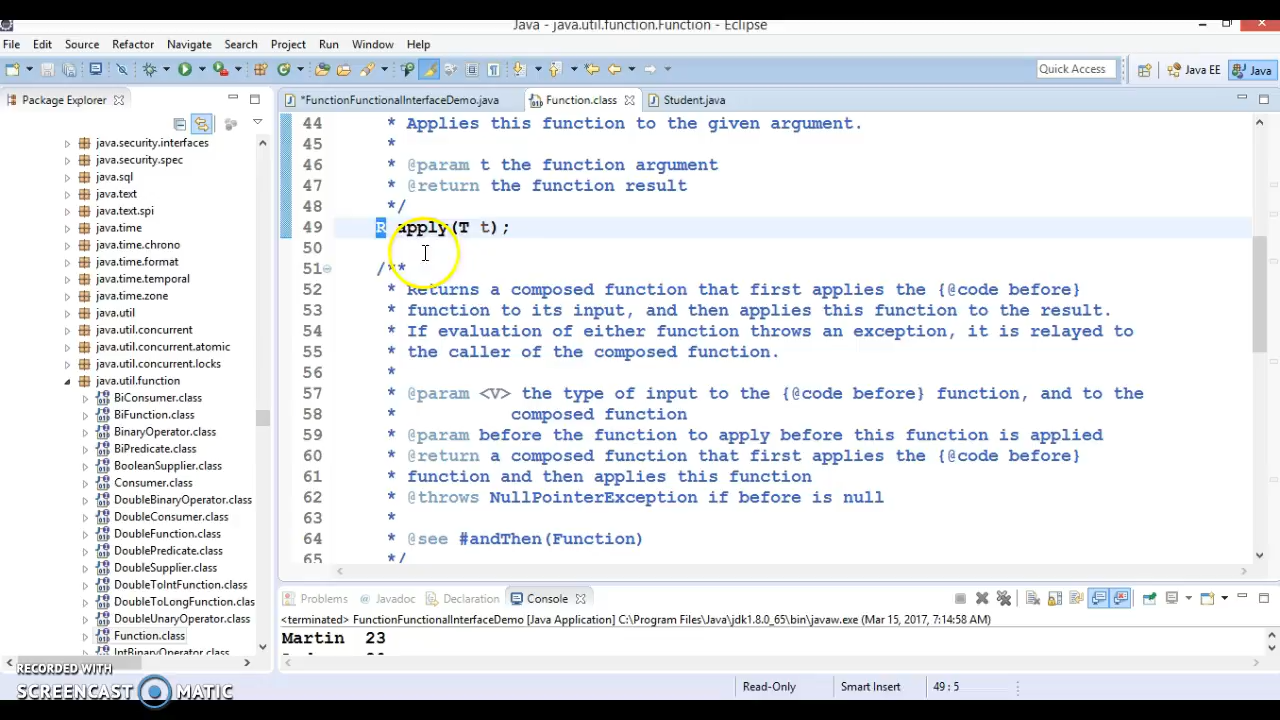 Java - java.util.function.Function - Eclipse
File Edit Source Refactor Navigate Search Project Run Window Help
Quick Access
Java EE
Java
Package Explorer
*FunctionFunctionalInterfaceDemo.java
Function.class
Student.java
java.security.interfaces
java.security.spec
java.sql
java.text
java.text.spi
java.time
java.time.chrono
java.time.format
java.time.temporal
java.time.zone
java.util
java.util.concurrent
java.util.concurrent.atomic
java.util.concurrent.locks
java.util.function
BiConsumer.class
BiFunction.class
BinaryOperator.class
BiPredicate.class
BooleanSupplier.class
Consumer.class
DoubleBinaryOperator.class
DoubleConsumer.class
DoubleFunction.class
DoublePredicate.class
DoubleSupplier.class
DoubleToIntFunction.class
DoubleToLongFunction.clas
DoubleUnaryOperator.class
Function.class
IntBinaryOperator.class
44 * Applies this function to the given argument.
45 *
46 * @param t the function argument
47 * @return the function result
48 */
49 R apply(T t);
50
51 /**
52 * Returns a composed function that first applies the {@code before}
53 * function to its input, and then applies this function to the result.
54 * If evaluation of either function throws an exception, it is relayed to
55 * the caller of the composed function.
56 *
57 * @param <V> the type of input to the {@code before} function, and to the
58 * composed function
59 * @param before the function to apply before this function is applied
60 * @return a composed function that first applies the {@code before}
61 * function and then applies this function
62 * @throws NullPointerException if before is null
63 *
64 * @see #andThen(Function)
65 */
Problems @ Javadoc Declaration Console
<terminated> FunctionFunctionalInterfaceDemo [Java Application] C:\Program Files\Java\jdk1.8.0_65\bin\javaw.exe (Mar 15, 2017, 7:14:58 AM)
Martin 23
Read-Only
Smart Insert
49 : 5
RECORDED WITH
SCREENCAST MATIC